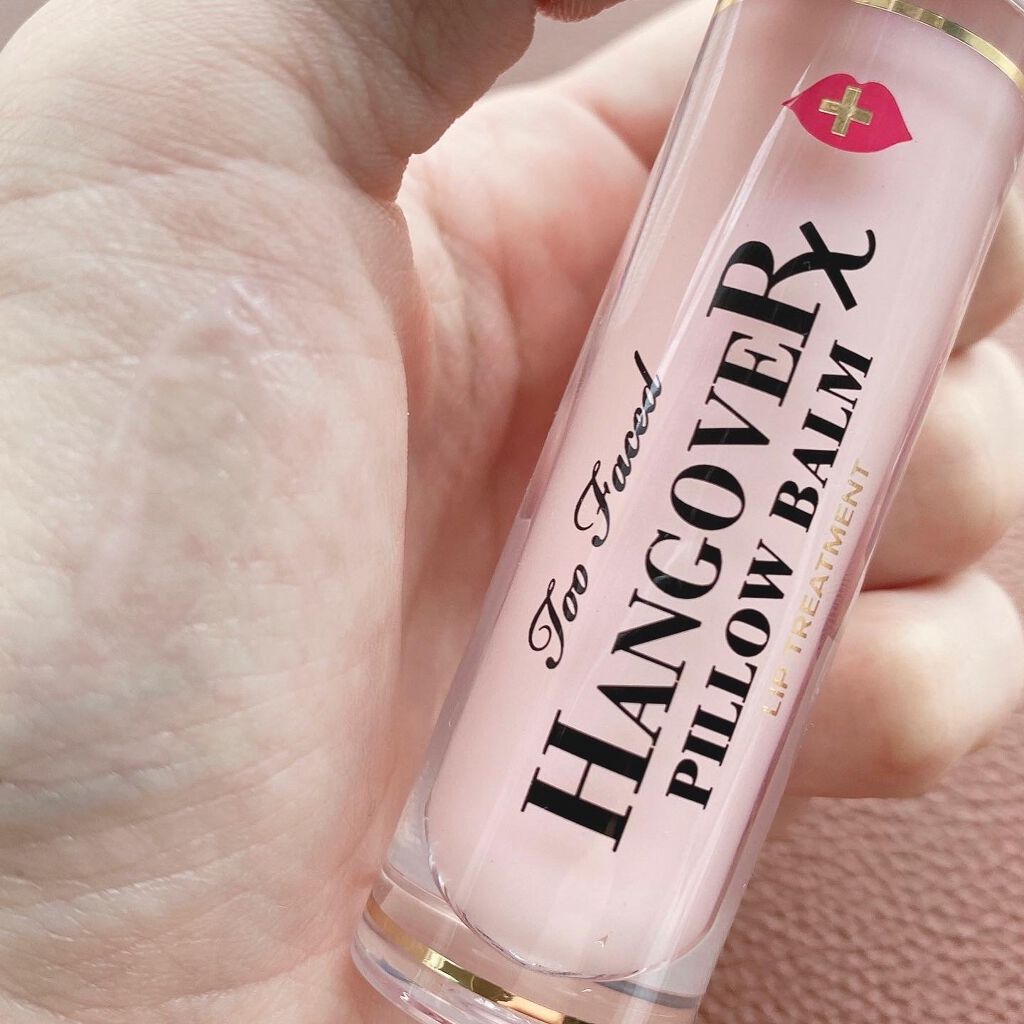 Too Faced
HANGOVERX
PILLOW BALM
LIP TREATMENT